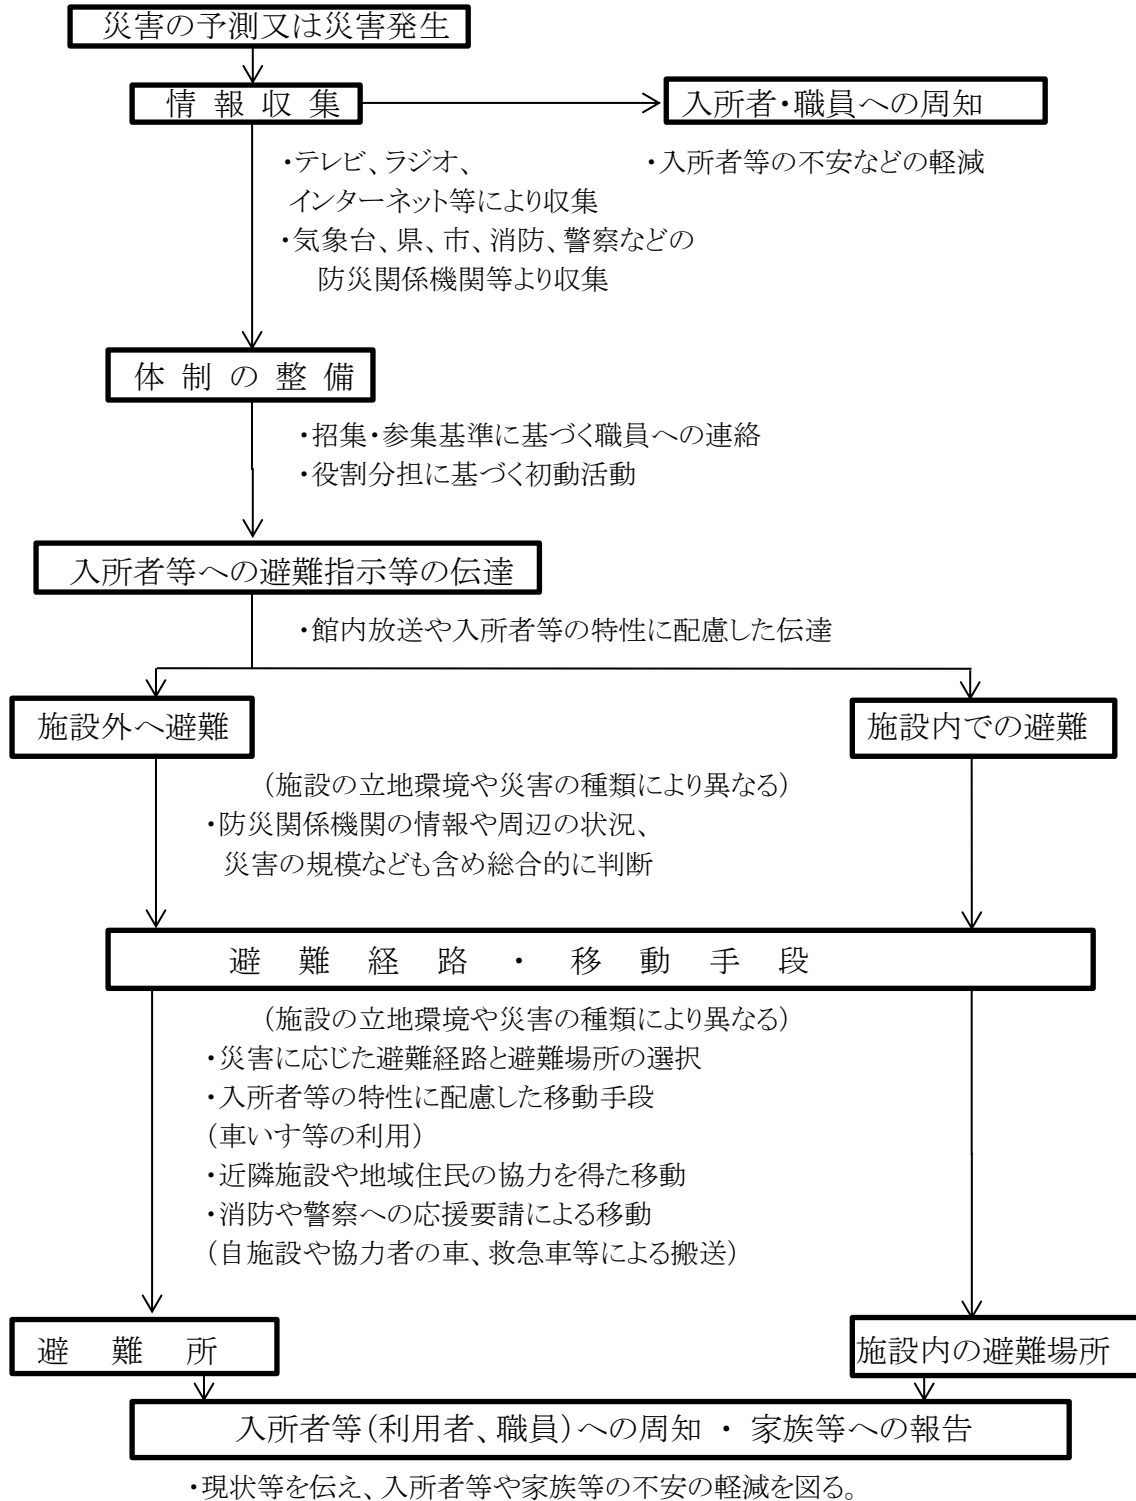 災害の予測又は災害発生
情報収集
入所者・職員への周知
・テレビ、ラジオ、
インターネット等により収集
・入所者等の不安などの軽減
・気象台、県、市、消防、警察などの
防災関係機関等より収集
体制の整備
・招集・参集基準に基づく職員への連絡
・役割分担に基づく初動活動
入所者等への避難指示等の伝達
・館内放送や入所者等の特性に配慮した伝達
施設外へ避難
施設内での避難
(施設の立地環境や災害の種類により異なる)
・防災関係機関の情報や周辺の状況、
災害の規模なども含め総合的に判断
避難経路・移動手段
(施設の立地環境や災害の種類により異なる)
・災害に応じた避難経路と避難場所の選択
・入所者等の特性に配慮した移動手段
(車いす等の利用)
・近隣施設や地域住民の協力を得た移動
・消防や警察への応援要請による移動
(自施設や協力者の車、救急車等による搬送)
避難所
施設内の避難場所
入所者等(利用者、職員)への周知・家族等への報告
・現状等を伝え、入所者等や家族等の不安の軽減を図る。